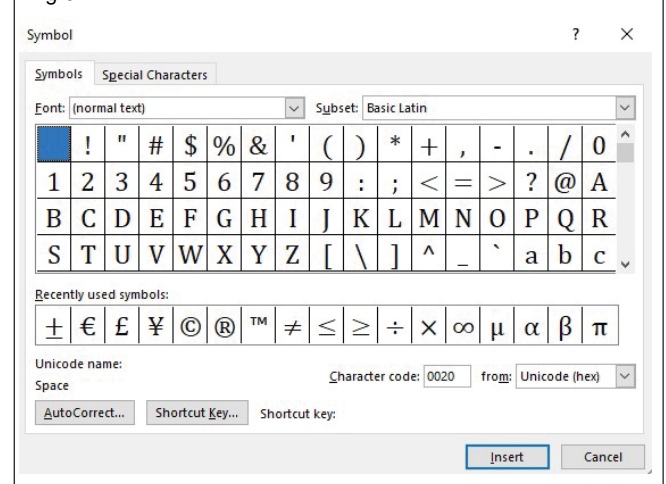 Symbol ? ×
Symbols Special Characters
Font: (normal text) Subset: Basic Latin
! " # $ % & ' ( ) * + , - . / 0
1 2 3 4 5 6 7 8 9 : ; < = > ? @ A
B C D E F G H I J K L M N O P Q R
S T U V W X Y Z [ \ ] ^ _ ` a b c
Recently used symbols:
± € £ ¥ © ® ™ ≠ ≤ ≥ ÷ × ∞ µ α β π
Unicode name:
Space
Character code: 0020 from: Unicode (hex)
AutoCorrect... Shortcut Key... Shortcut key:
Insert Cancel